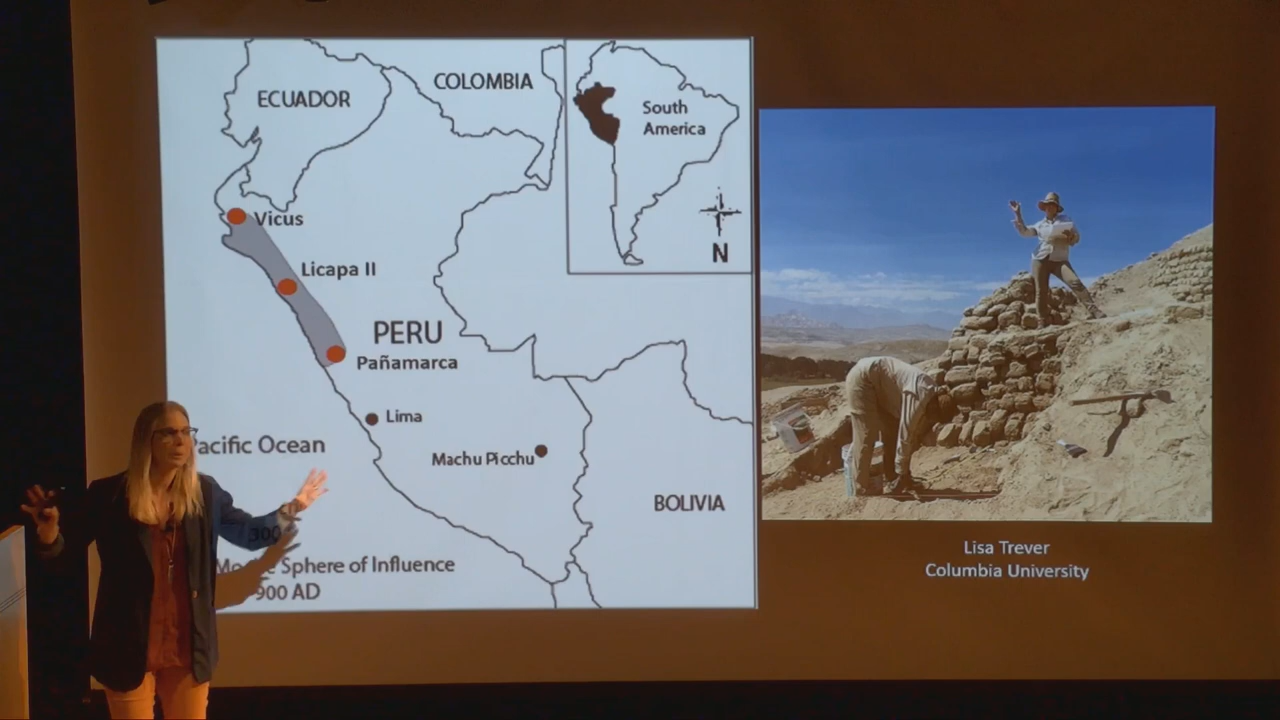 ECUADOR
COLOMBIA
South
America
N
Vicus
Licapa II
PERU
Pañamarca
Lima
Machu Picchu
Pacific Ocean
BOLIVIA
300
Sphere of Influence
900 AD
Lisa Trever
Columbia University